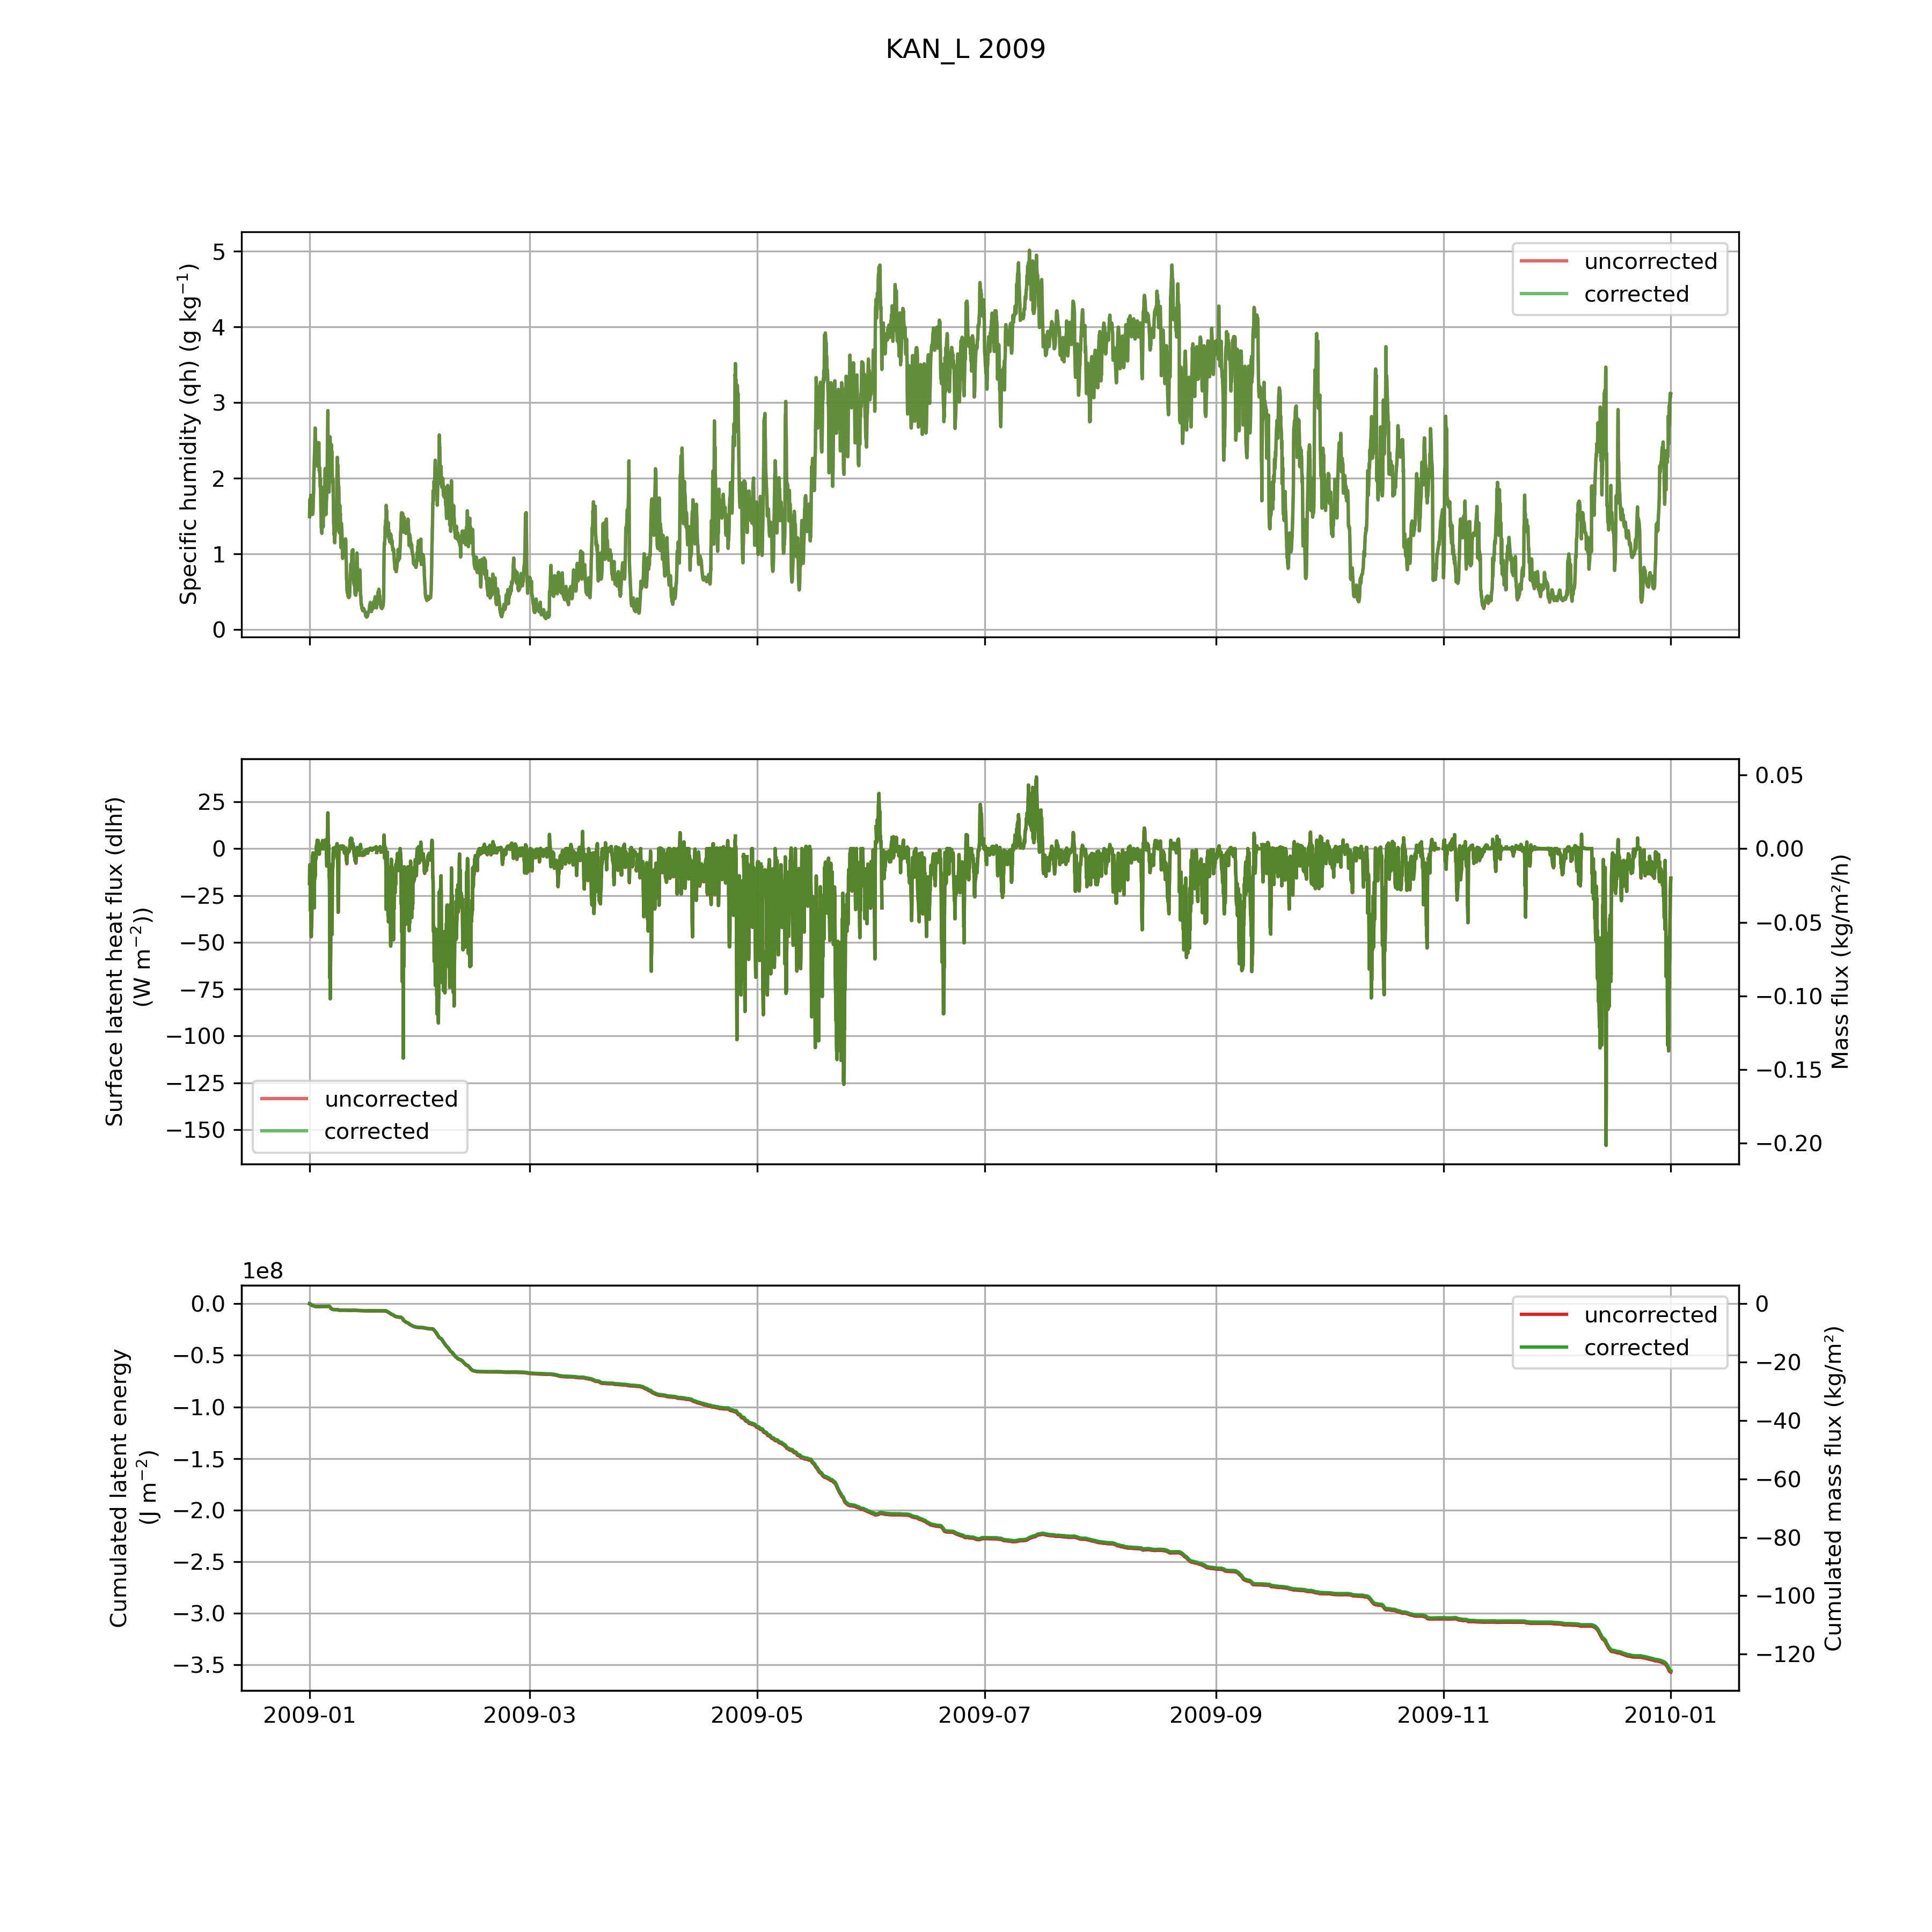 KAN_L 2009
Specific humidity (qh) (g kg⁻¹)
5
4
3
2
1
0
uncorrected
corrected
Surface latent heat flux (dlhf)
(W m⁻²))
25
0
−25
−50
−75
−100
−125
−150
uncorrected
corrected
0.05
0.00
−0.05
−0.10
−0.15
−0.20
Mass flux (kg/m²/h)
1e8
Cumulated latent energy
(J m⁻²)
0.0
−0.5
−1.0
−1.5
−2.0
−2.5
−3.0
−3.5
uncorrected
corrected
0
−20
−40
−60
−80
−100
−120
Cumulated mass flux (kg/m²)
2009-01 2009-03 2009-05 2009-07 2009-09 2009-11 2010-01